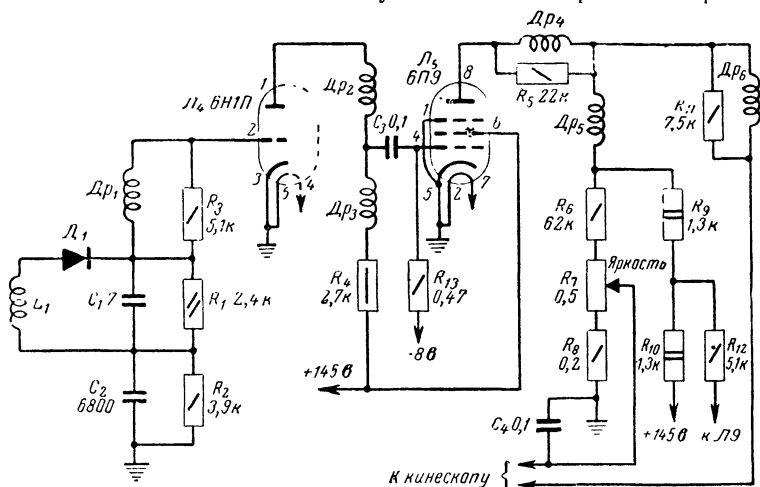 Др4
Л5
6П9
8
Др6
R5 22к
Л4 6Н1П
1
Др2
R11
7,5к
1
6
C3 0,1
4
Др5
2
3
5
4
5
2
7
Др1
R3
5,1к
Др3
R6
62к
R9
1,3к
Д1
Яркость
L1
C1 7
R1 2,4к
R4
2,7к
R13
0,47
R7
0,5
-8 в
R8
0,2
R10
1,3к
R12
5,1к
C2
6800
R2
3,9к
+145 в
C4 0,1
+145 в
к Л9
К кинескопу